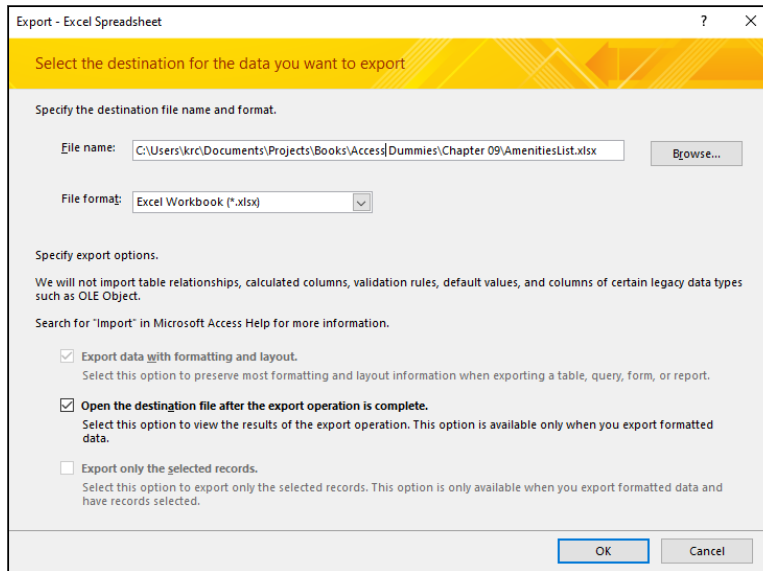 Export - Excel Spreadsheet
Select the destination for the data you want to export
Specify the destination file name and format.
File name: C:\Users\krc\Documents\Projects\Books\Access Dummies\Chapter 09\AmenitiesList.xlsx Browse...
File format: Excel Workbook (*.xlsx)
Specify export options.
We will not import table relationships, calculated columns, validation rules, default values, and columns of certain legacy data types
such as OLE Object.
Search for "Import" in Microsoft Access Help for more information.
Export data with formatting and layout.
Select this option to preserve most formatting and layout information when exporting a table, query, form, or report.
Open the destination file after the export operation is complete.
Select this option to view the results of the export operation. This option is available only when you export formatted
data.
Export only the selected records.
Select this option to export only the selected records. This option is only available when you export formatted data and
have records selected.
OK Cancel